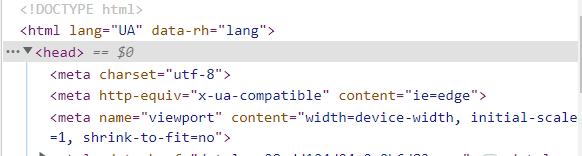 <!DOCTYPE html>
<html lang="UA" data-rh="lang">
<head> == $0
<meta charset="utf-8">
<meta http-equiv="x-ua-compatible" content="ie=edge">
<meta name="viewport" content="width=device-width, initial-scale
=1, shrink-to-fit=no">